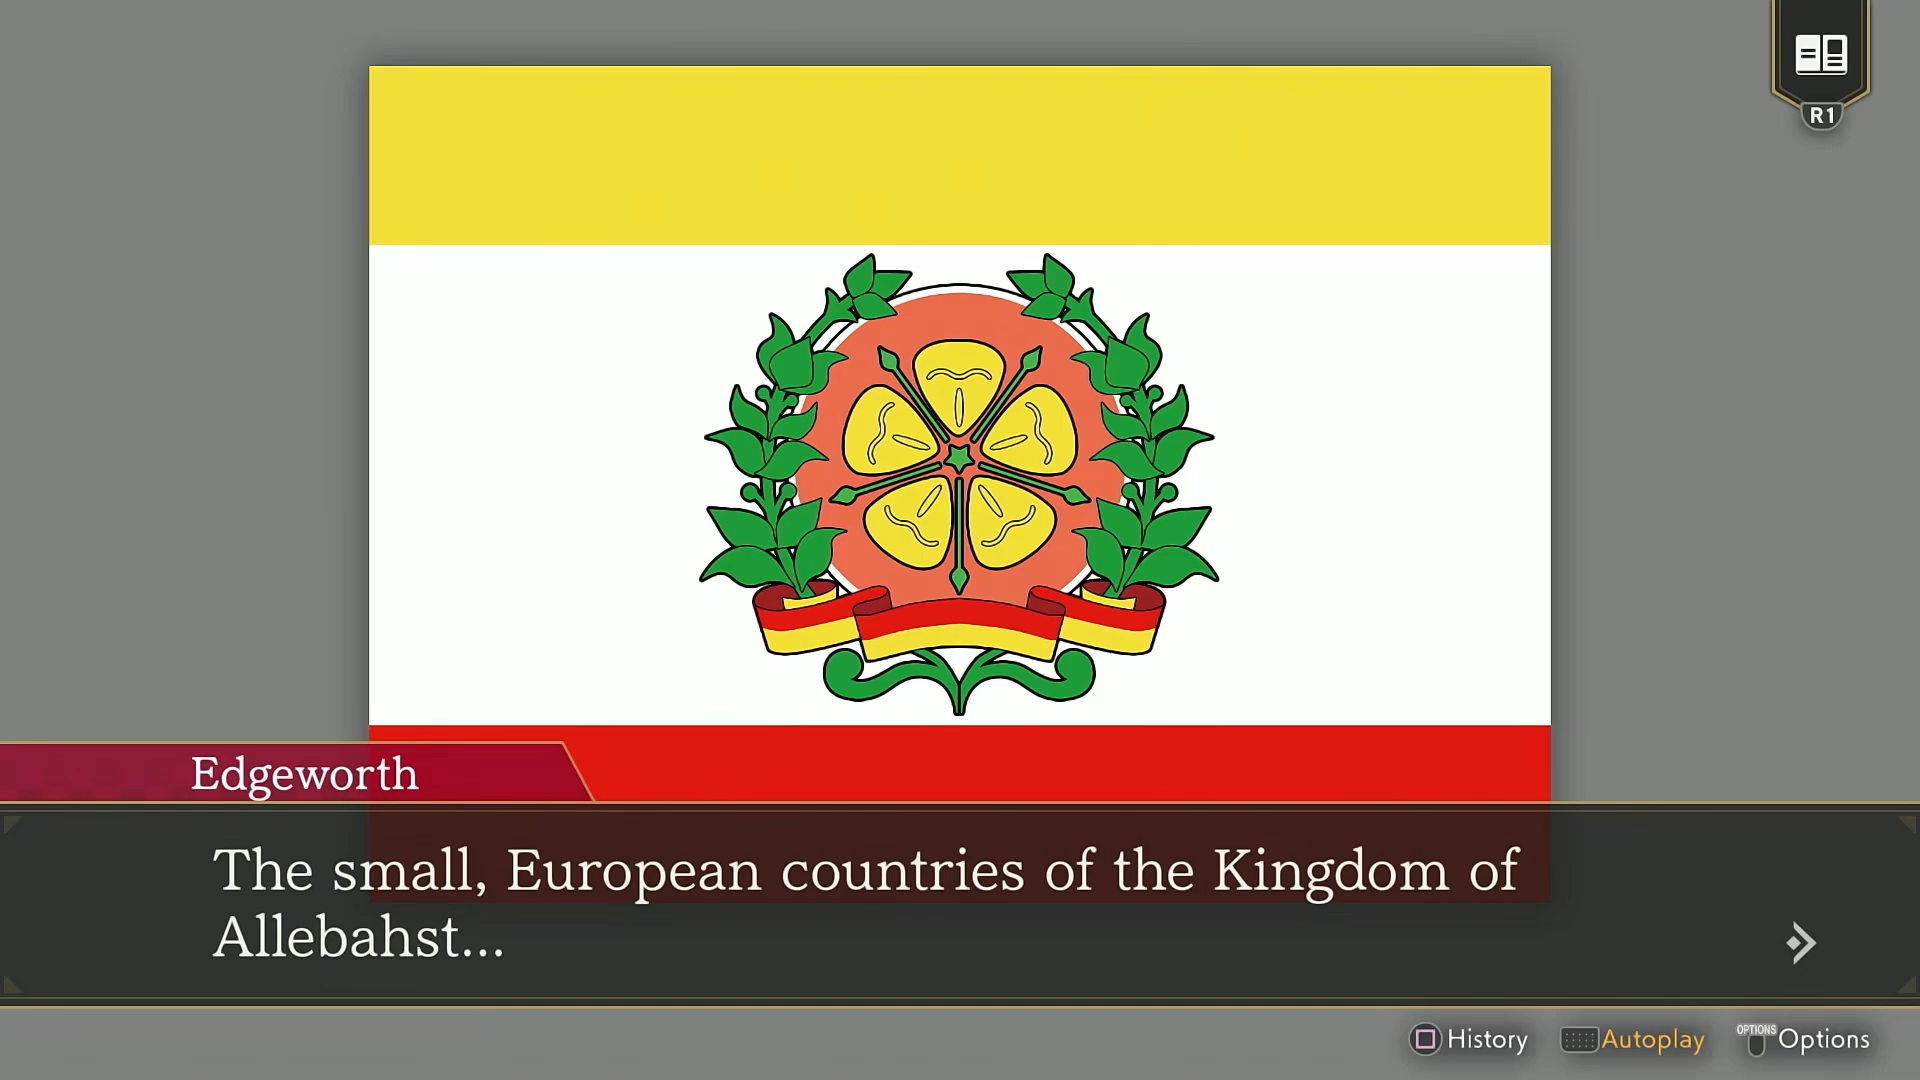 R1
Edgeworth
The small, European countries of the Kingdom of
Allebahst...
History
Autoplay
OPTIONS
Options